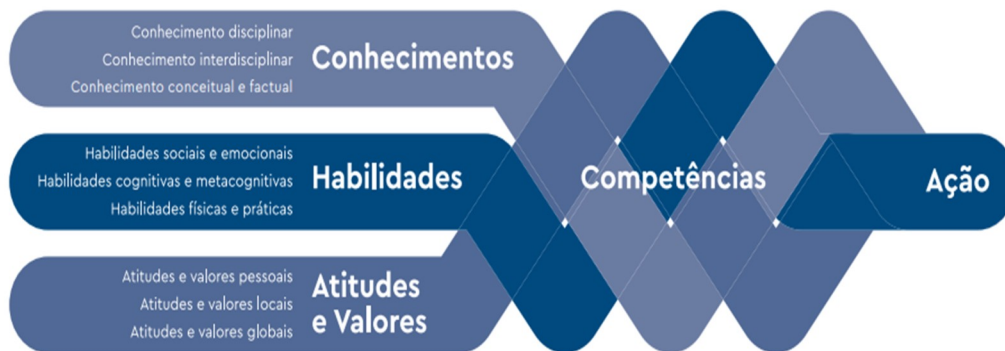 Conhecimento disciplinar
Conhecimento interdisciplinar
Conhecimento conceitual e factual
Conhecimentos
Habilidades sociais e emocionais
Habilidades cognitivas e metacognitivas
Habilidades físicas e práticas
Habilidades
Atitudes e valores pessoais
Atitudes e valores locais
Atitudes e valores globais
Atitudes
e Valores
Competências
Ação